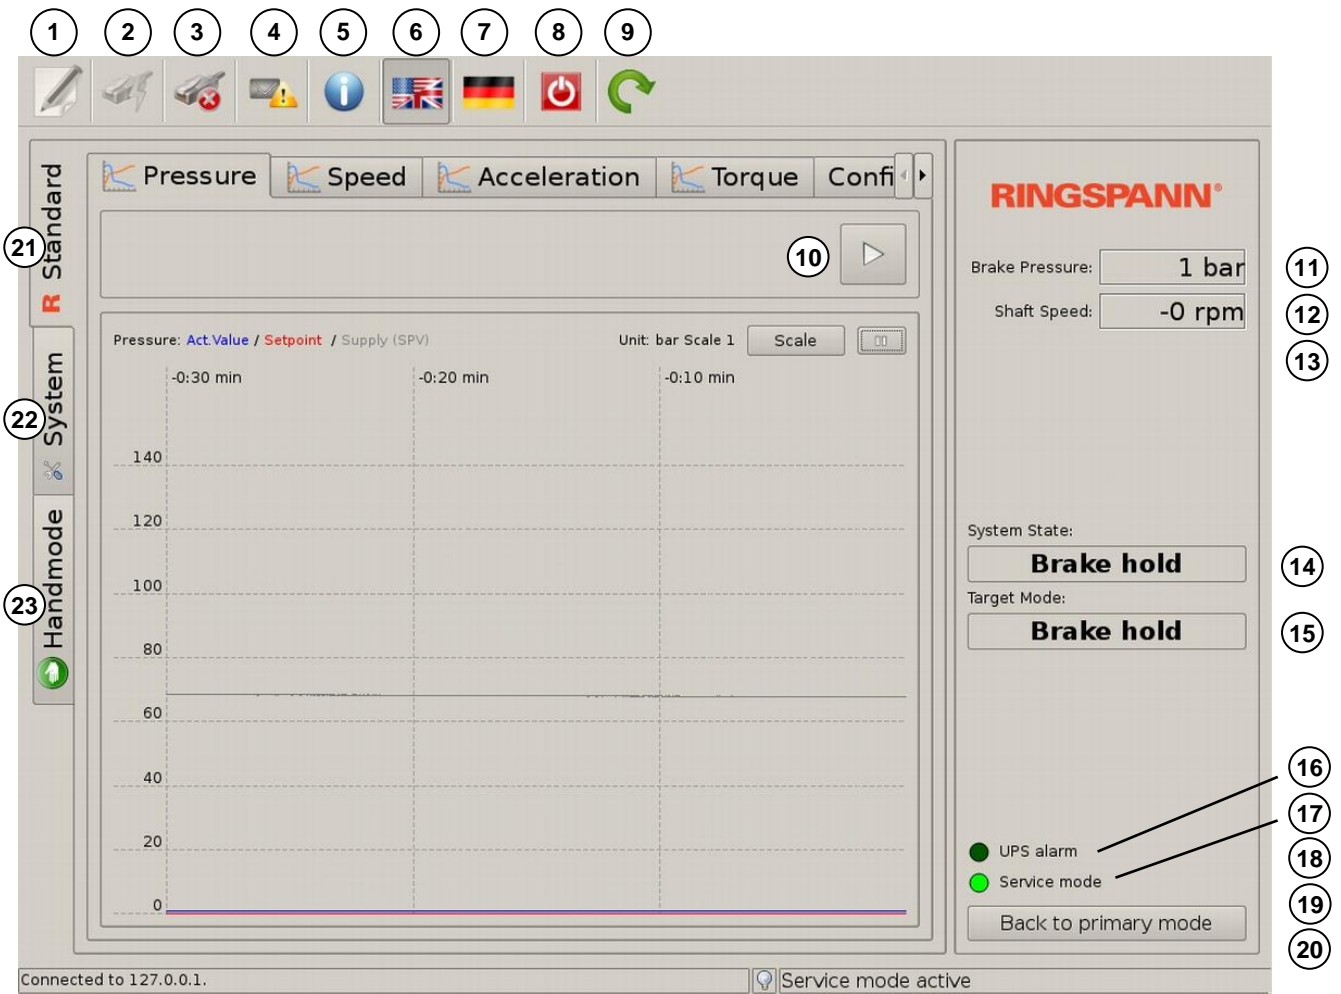 1 2 3 4 5 6 7 8 9
Pressure Speed Acceleration Torque Confi
RINGSPANN®
21 R Standard
10
Brake Pressure: 1 bar 11
Shaft Speed: -0 rpm 12
13
Pressure: Act.Value / Setpoint / Supply (SPV) Unit: bar Scale 1 Scale
-0:30 min -0:20 min -0:10 min
22 System
140
120
100
80
60
40
20
0
23 Handmode
System State:
Brake hold 14
Target Mode:
Brake hold 15
16
17
UPS alarm 18
Service mode
19
Back to primary mode
20
Connected to 127.0.0.1. Service mode active